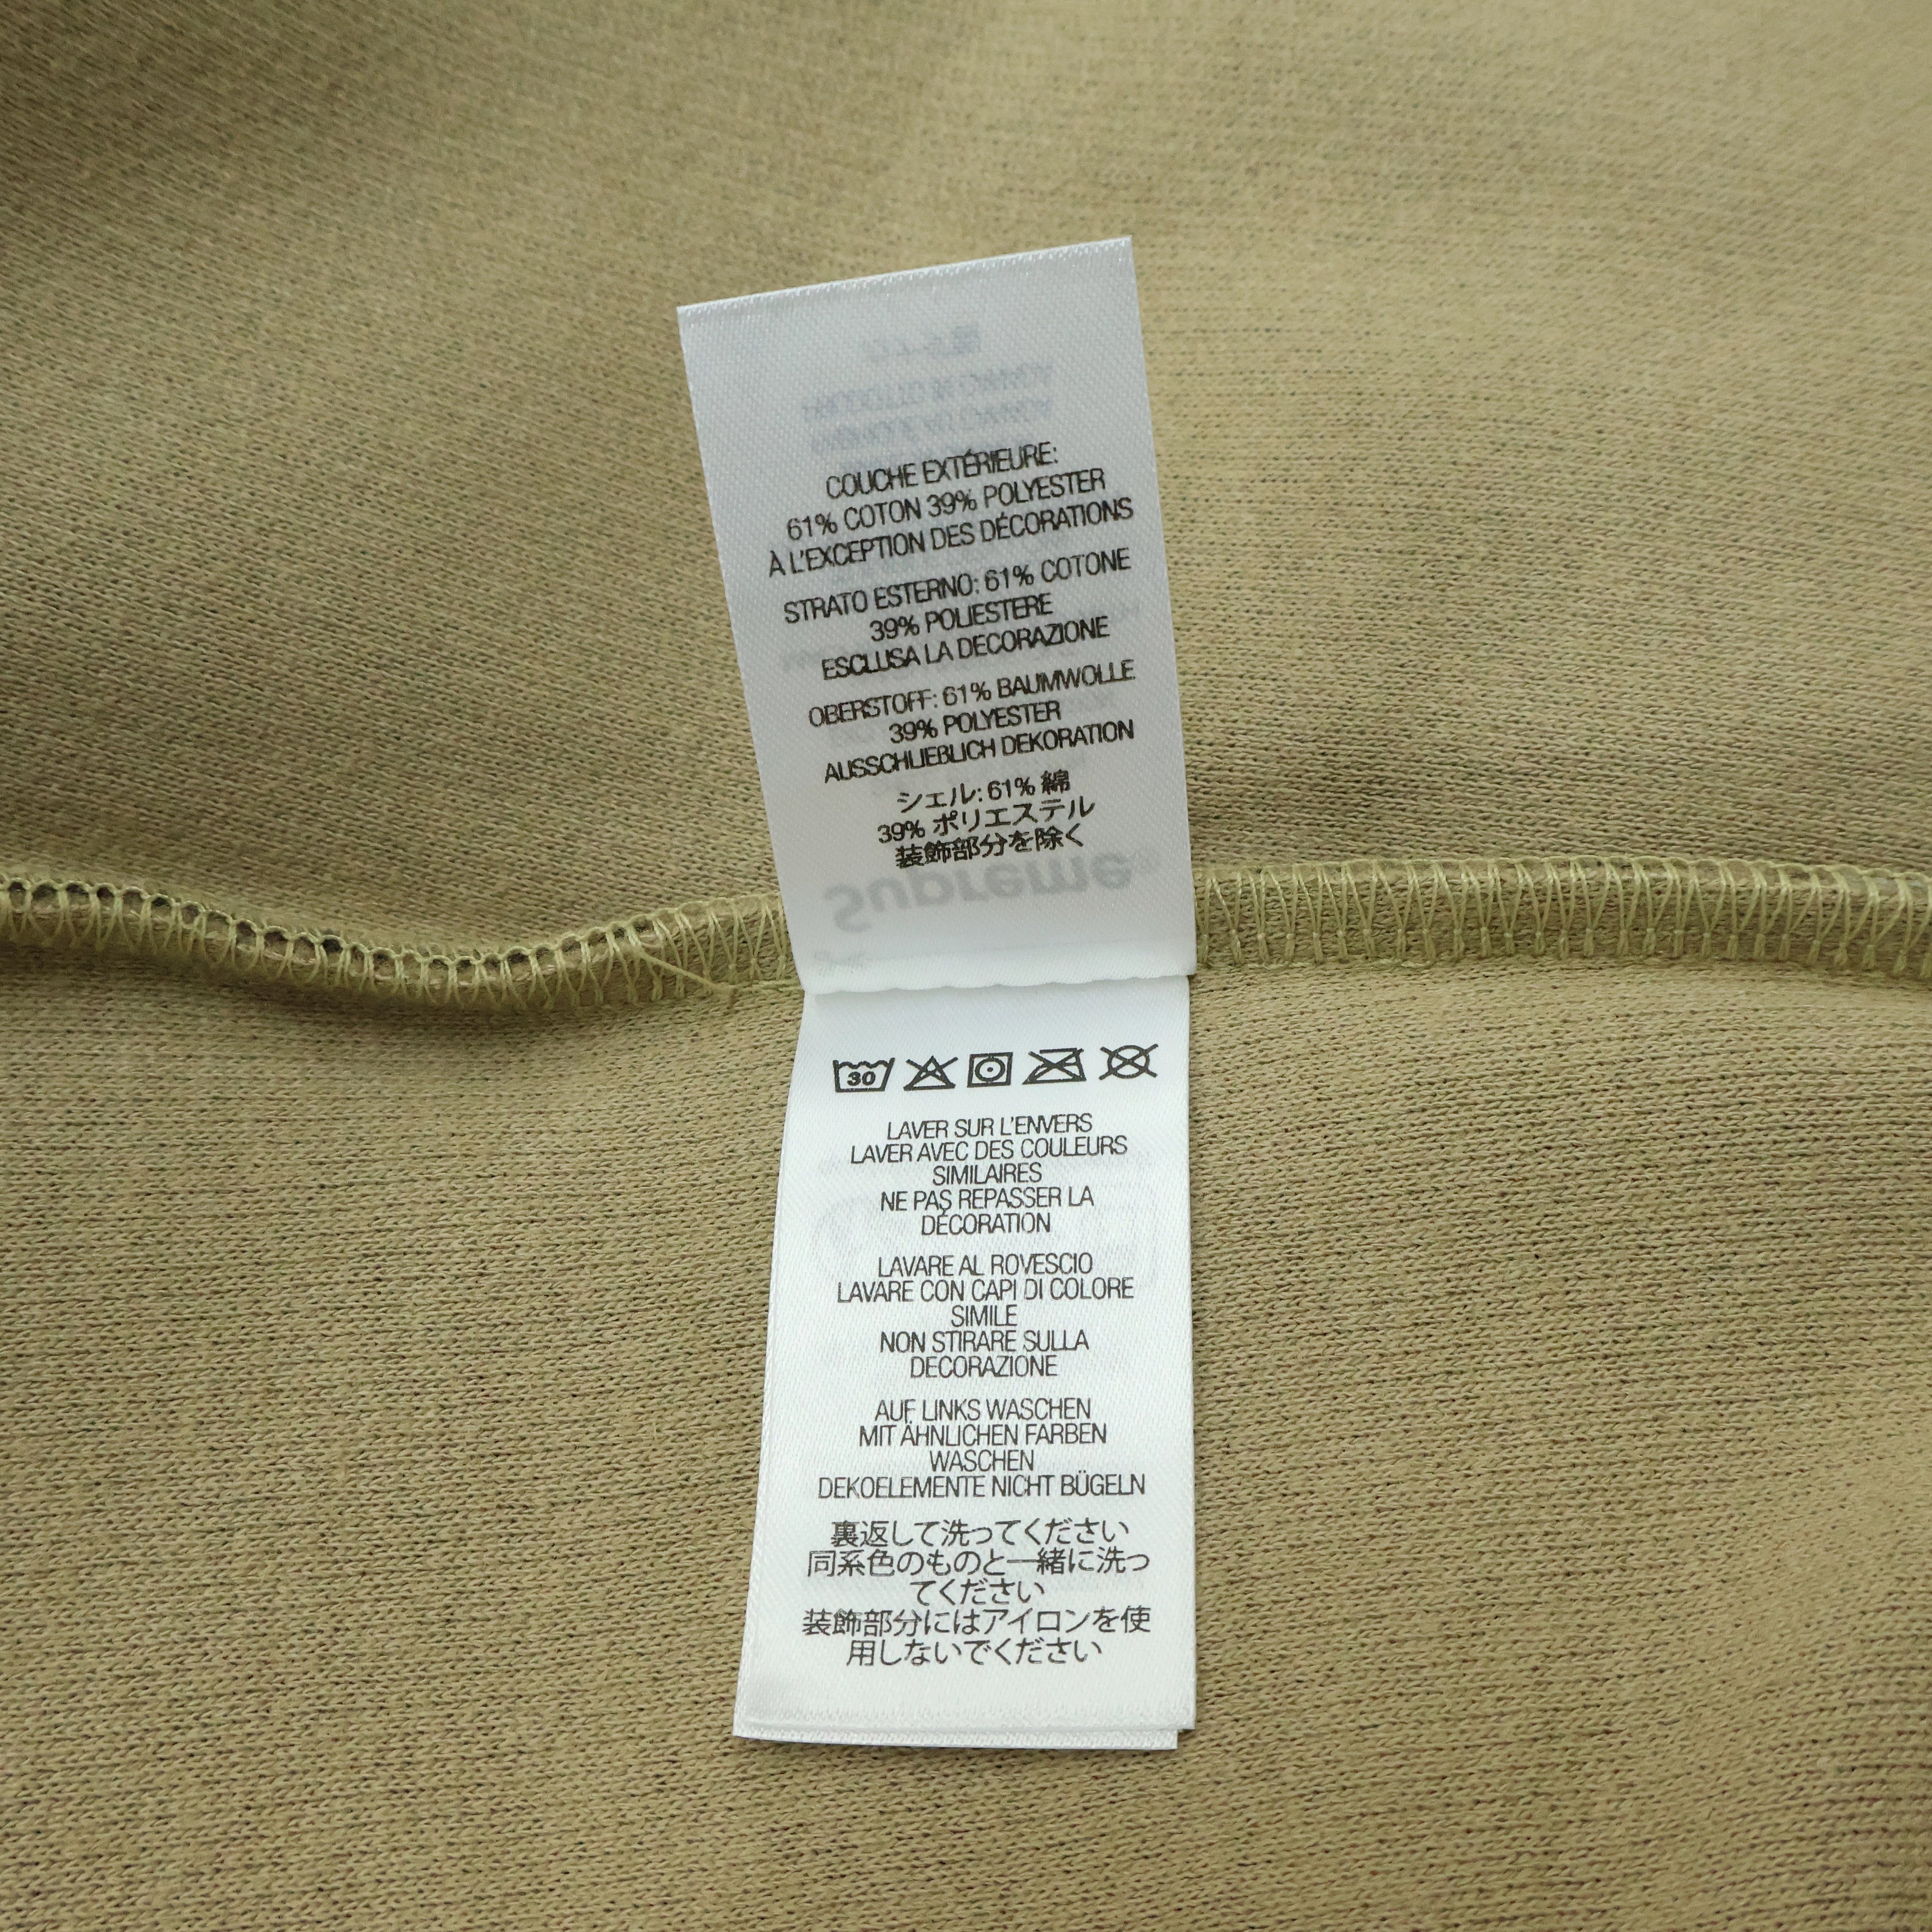 COUCHE EXTÉRIEURE:
61% COTON 39% POLYESTER
À L'EXCEPTION DES DÉCORATIONS
STRATO ESTERNO: 61% COTONE
39% POLIESTERE
ESCLUSA LA DECORAZIONE
OBERSTOFF: 61% BAUMWOLLE
39% POLYESTER
AUSSCHLIEBLICH DEKORATION
シェル: 61% 綿
39% ポリエステル
装飾部分を除く
Supreme
30
LAVER SUR L'ENVERS
LAVER AVEC DES COULEURS
SIMILAIRES
NE PAS REPASSER LA
DÉCORATION
LAVARE AL ROVESCIO
LAVARE CON CAPI DI COLORE
SIMILE
NON STIRARE SULLA
DECORAZIONE
AUF LINKS WASCHEN
MIT ÄHNLICHEN FARBEN
WASCHEN
DEKOELEMENTE NICHT BÜGELN
裏返して洗ってください
同系色のものと一緒に洗っ
てください
装飾部分にはアイロンを使
用しないでください